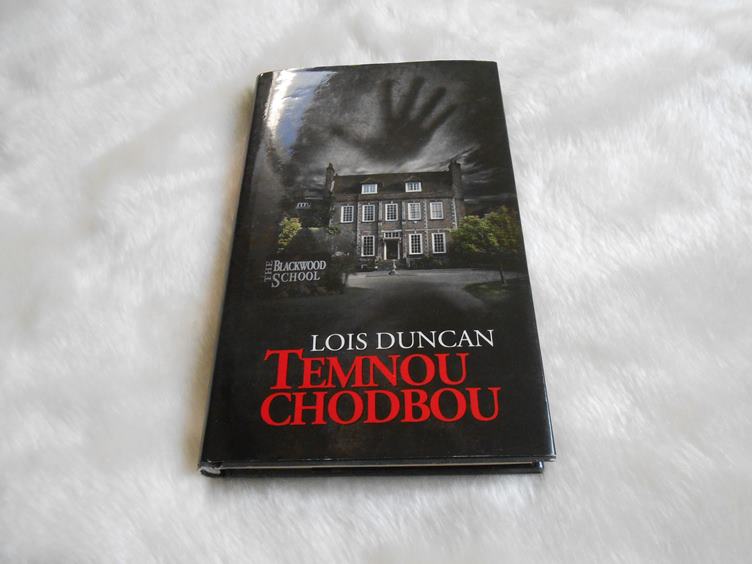 THE BLACKWOOD
SCHOOL
LOIS DUNCAN
TEMNOU
CHODBOU